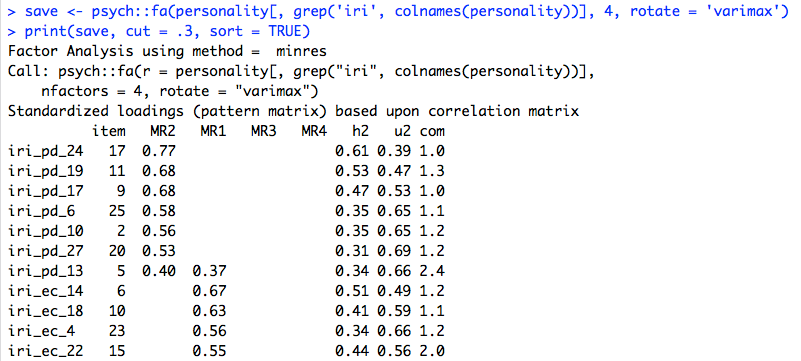 > save <- psych::fa(personality[, grep('iri', colnames(personality))], 4, rotate = 'varimax')
> print(save, cut = .3, sort = TRUE)
Factor Analysis using method =  minres
Call: psych::fa(r = personality[, grep("iri", colnames(personality))],
    nfactors = 4, rotate = "varimax")
Standardized loadings (pattern matrix) based upon correlation matrix
          item   MR2   MR1   MR3   MR4   h2   u2 com
iri_pd_24   17  0.77                   0.61 0.39 1.0
iri_pd_19   11  0.68                   0.53 0.47 1.3
iri_pd_17    9  0.68                   0.47 0.53 1.0
iri_pd_6    25  0.58                   0.35 0.65 1.1
iri_pd_10    2  0.56                   0.35 0.65 1.2
iri_pd_27   20  0.53                   0.31 0.69 1.2
iri_pd_13    5  0.40  0.37             0.34 0.66 2.4
iri_ec_14    6        0.67             0.51 0.49 1.2
iri_ec_18   10        0.63             0.41 0.59 1.1
iri_ec_4    23        0.56             0.34 0.66 1.2
iri_ec_22   15        0.55             0.44 0.56 2.0